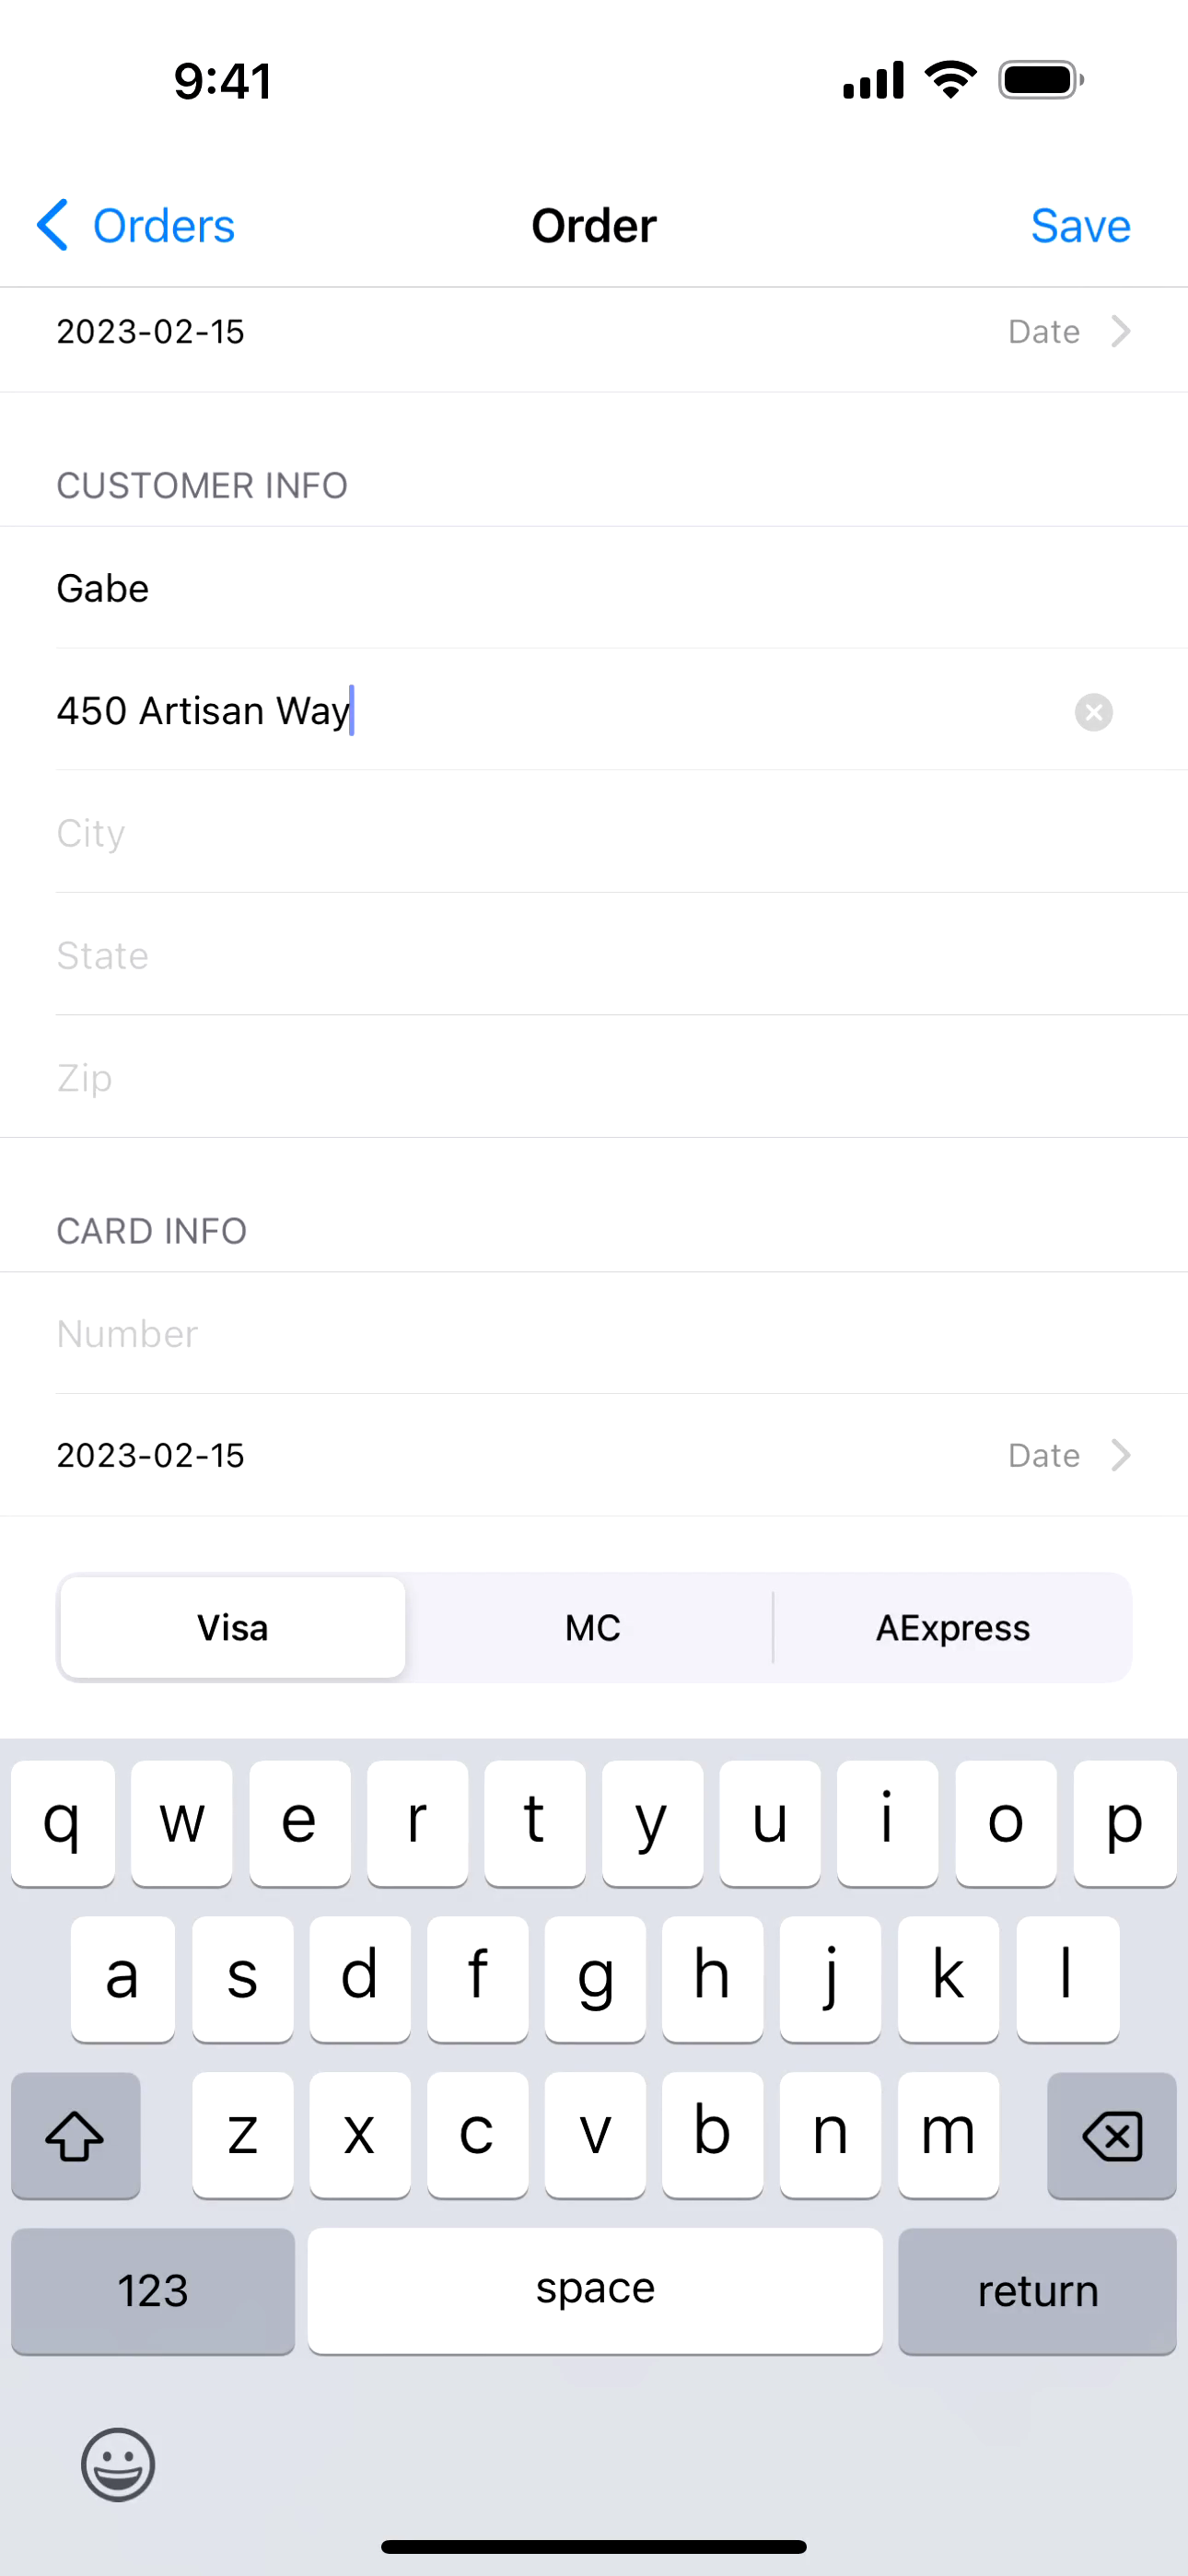 9:41
Orders Order Save
2023-02-15 Date
CUSTOMER INFO
Gabe
450 Artisan Way
City
State
Zip
CARD INFO
Number
2023-02-15 Date
Visa MC AExpress
q w e r t y u i o p
a s d f g h j k l
z x c v b n m
123 space return